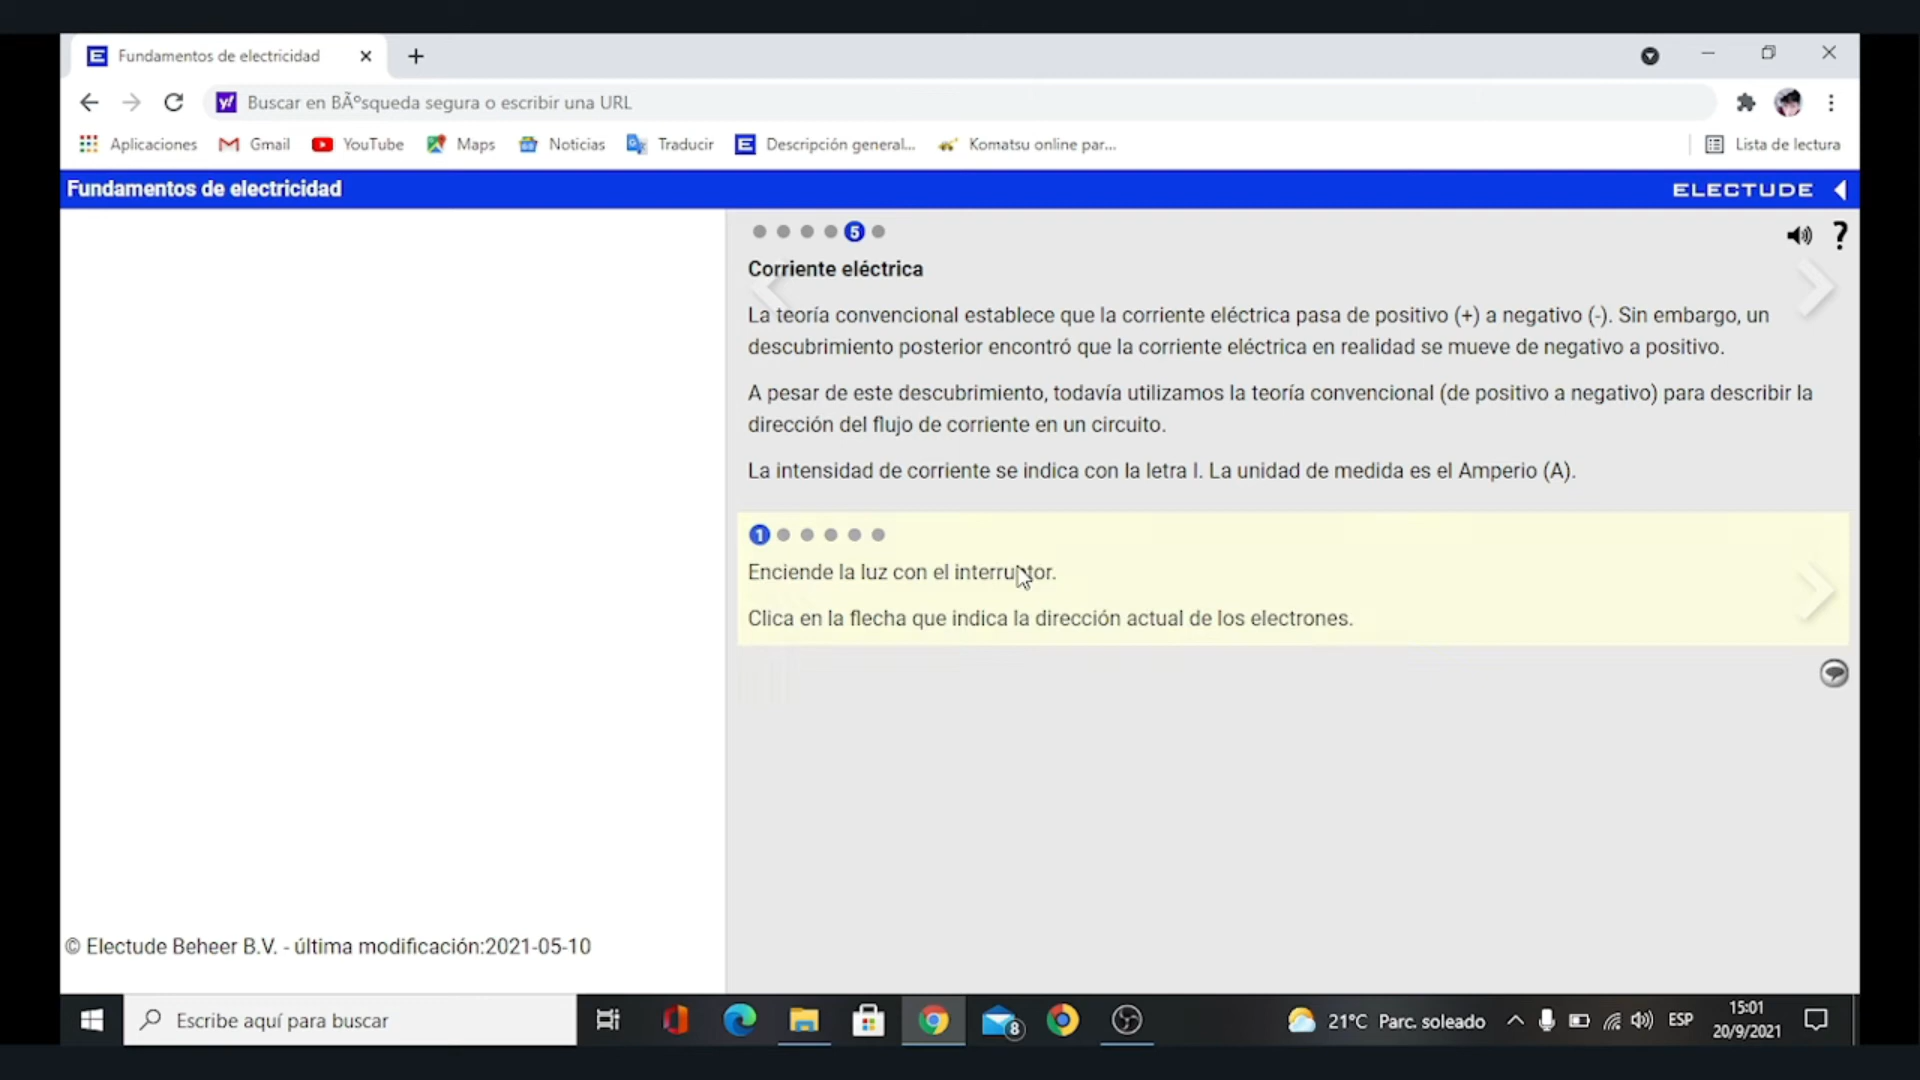 Fundamentos de electricidad
Buscar en BÃºsqueda segura o escribir una URL
Aplicaciones Gmail YouTube Maps Noticias Traducir Descripción general... Komatsu online par... Lista de lectura
Fundamentos de electricidad ELECTUDE
5
?
Corriente eléctrica
La teoría convencional establece que la corriente eléctrica pasa de positivo (+) a negativo (-). Sin embargo, un
descubrimiento posterior encontró que la corriente eléctrica en realidad se mueve de negativo a positivo.
A pesar de este descubrimiento, todavía utilizamos la teoría convencional (de positivo a negativo) para describir la
dirección del flujo de corriente en un circuito.
La intensidad de corriente se indica con la letra I. La unidad de medida es el Amperio (A).
1
Enciende la luz con el interruptor.
Clica en la flecha que indica la dirección actual de los electrones.
© Electude Beheer B.V. - última modificación:2021-05-10
Escribe aquí para buscar
8
21°C Parc. soleado
ESP
15:01
20/9/2021